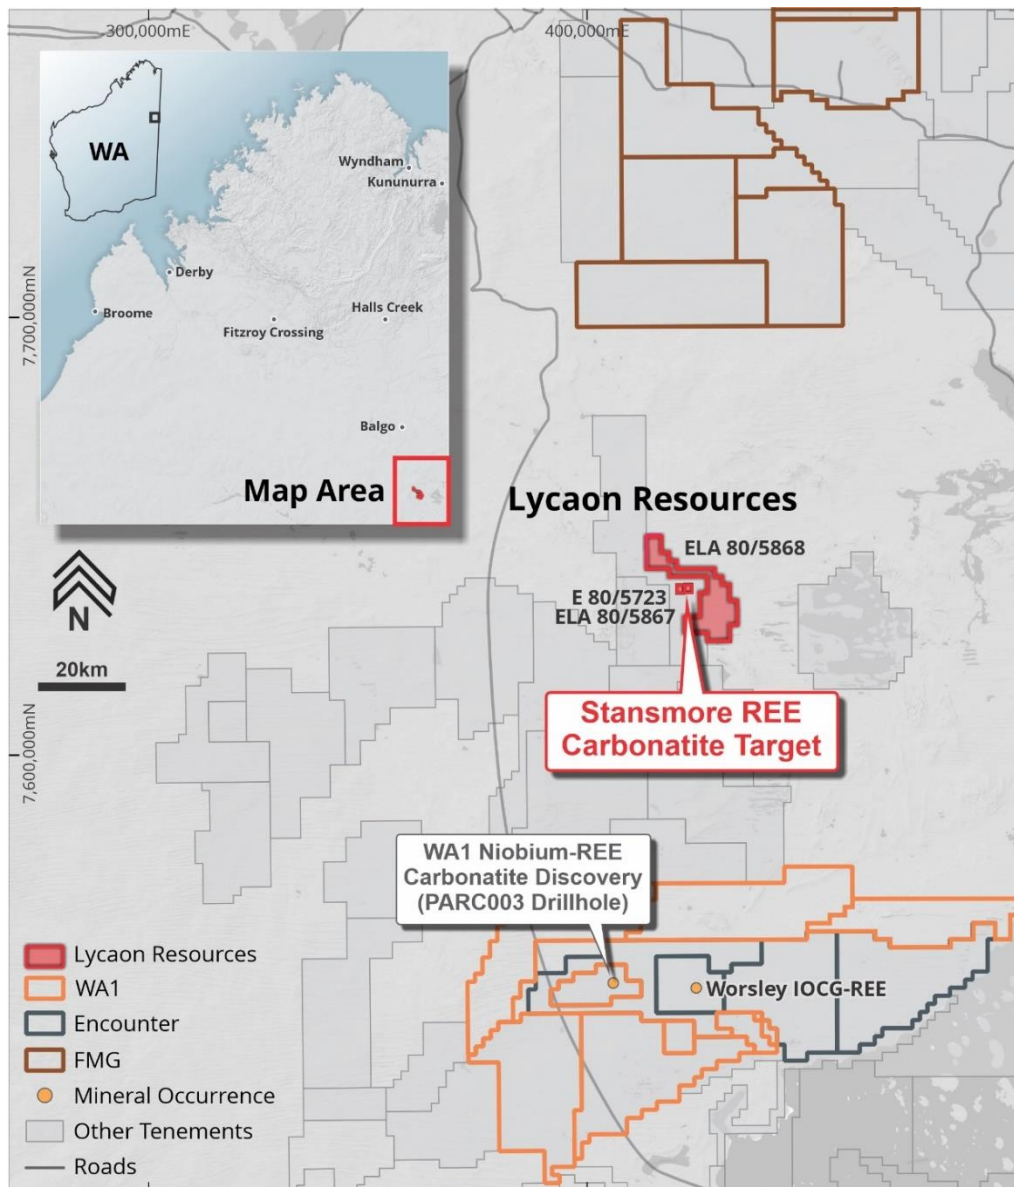 300,000mE
400,000mE
WA
Wyndham
Kununurra
Derby
Broome
Halls Creek
Fitzroy Crossing
7,700,000mN
Balgo
Map Area
Lycaon Resources
ELA 80/5868
E 80/5723
ELA 80/5867
N
20km
Stansmore REE
Carbonatite Target
7,600,000mN
WA1 Niobium-REE
Carbonatite Discovery
(PARC003 Drillhole)
Worsley IOCG-REE
Lycaon Resources
WA1
Encounter
FMG
Mineral Occurrence
Other Tenements
Roads